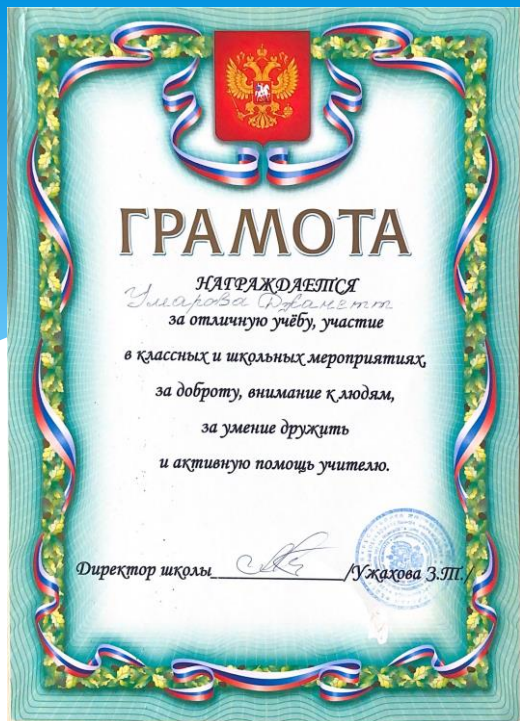 ГРАМОТА
НАГРАЖДАЕТСЯ
Умарова Джанетт
за отличную учёбу, участие
в классных и школьных мероприятиях,
за доброту, внимание к людям,
за умение дружить
и активную помощь учителю.
Директор школы /Ужахова З.Т./